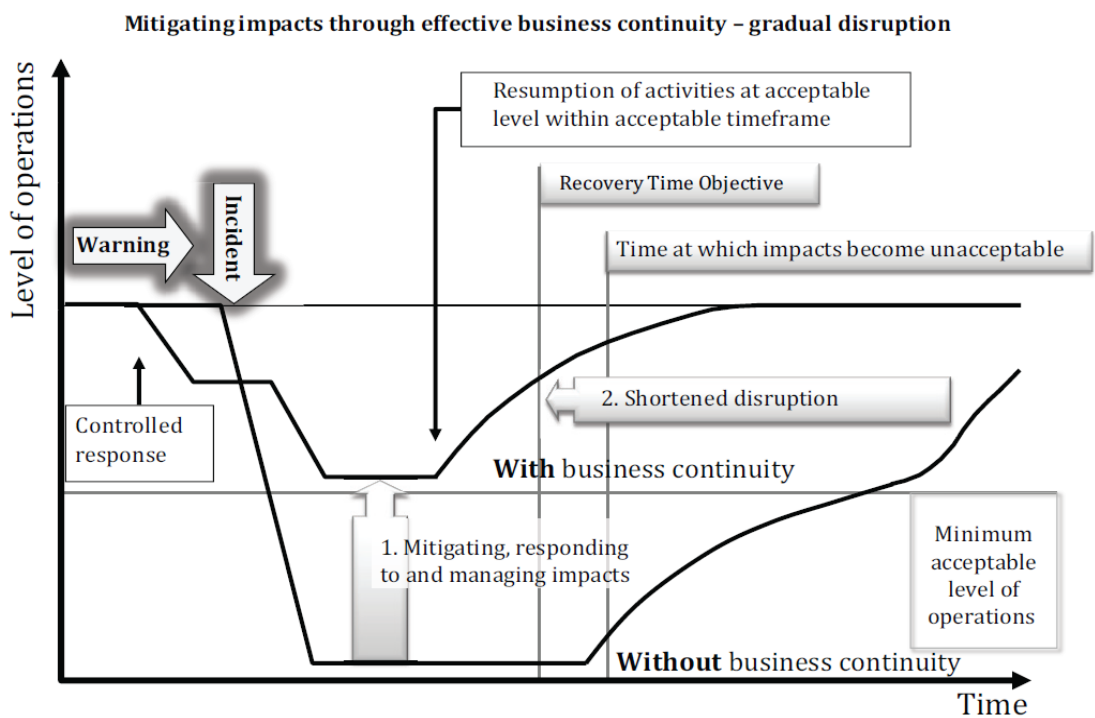 Mitigating impacts through effective business continuity – gradual disruption
Level of operations
Resumption of activities at acceptable
level within acceptable timeframe
Recovery Time Objective
Warning
Incident
Time at which impacts become unacceptable
Controlled
response
2. Shortened disruption
With business continuity
1. Mitigating, responding
to and managing impacts
Minimum
acceptable
level of
operations
Without business continuity
Time